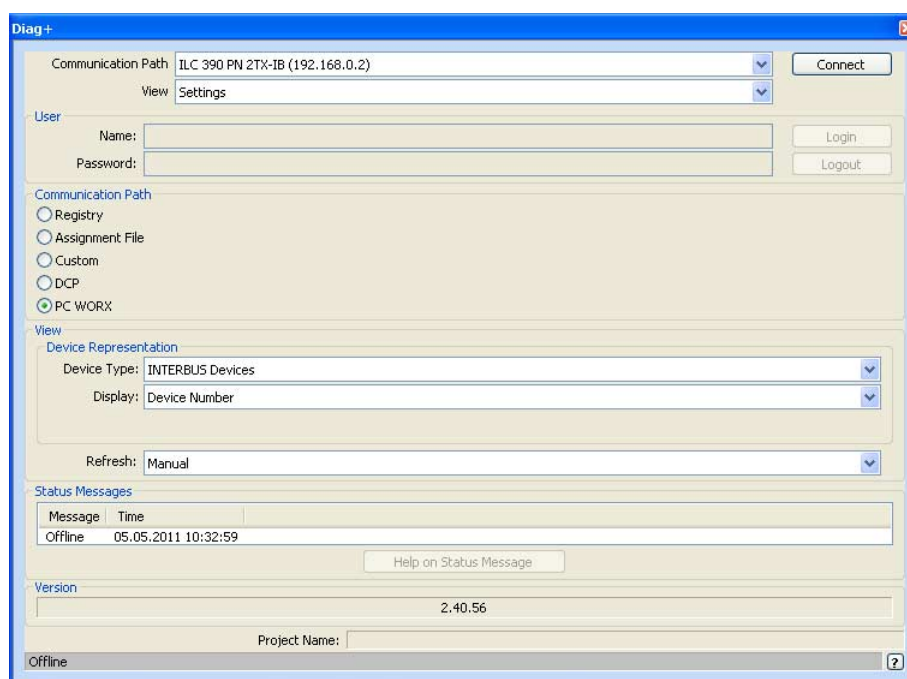 Diag+
Communication Path ILC 390 PN 2TX-IB (192.168.0.2) Connect
View Settings
User
Name: Login
Password: Logout
Communication Path
Registry
Assignment File
Custom
DCP
PC WORX
View
Device Representation
Device Type: INTERBUS Devices
Display: Device Number
Refresh: Manual
Status Messages
Message Time
Offline 05.05.2011 10:32:59
Help on Status Message
Version
2.40.56
Project Name:
Offline ?